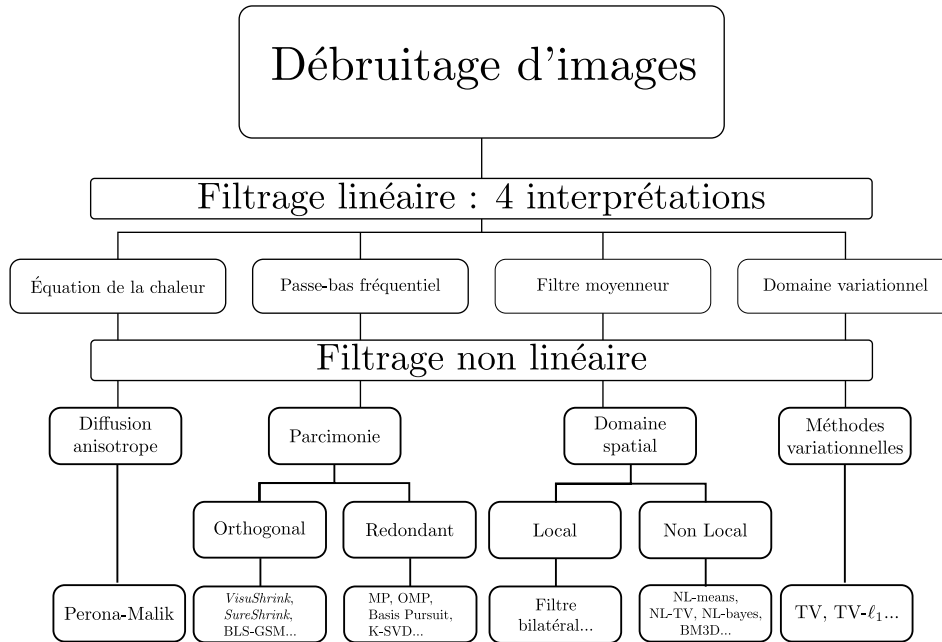 Débruitage d'images
Filtrage linéaire : 4 interprétations
Équation de la chaleur
Passe-bas fréquentiel
Filtre moyenneur
Domaine variationnel
Filtrage non linéaire
Diffusion
anisotrope
Parcimonie
Domaine
spatial
Méthodes
variationnelles
Orthogonal
Redondant
Local
Non Local
Perona-Malik
VisuShrink,
SureShrink,
BLS-GSM...
MP, OMP,
Basis Pursuit,
K-SVD...
Filtre
bilatéral...
NL-means,
NL-TV, NL-bayes,
BM3D...
TV, TV-ℓ₁...